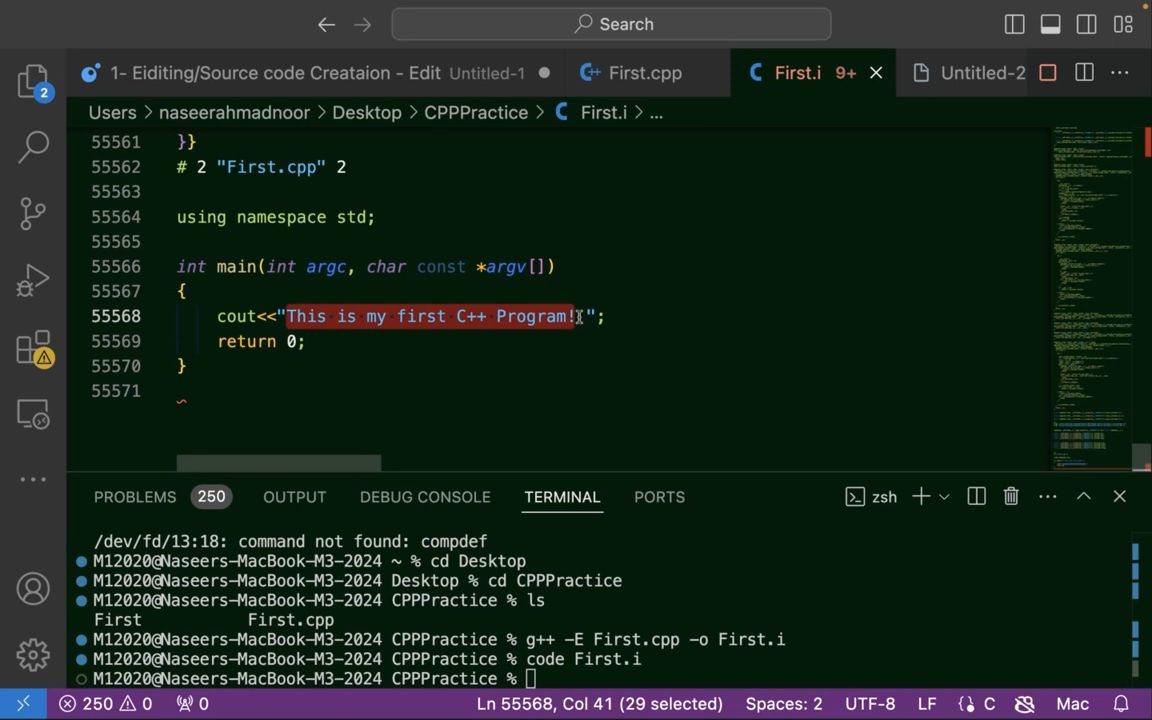 Search
1- Eiditing/Source code Creataion - Edit Untitled-1
First.cpp
First.i 9+
Untitled-2
Users > naseerahmadnoor > Desktop > CPPPractice > First.i > ...
2
55561 }}
55562 # 2 "First.cpp" 2
55563
55564 using namespace std;
55565
55566 int main(int argc, char const *argv[])
55567 {
55568 cout<<"This is my first C++ Program! ";
55569 return 0;
55570 }
55571
PROBLEMS 250 OUTPUT DEBUG CONSOLE TERMINAL PORTS zsh
/dev/fd/13:18: command not found: compdef
M12020@Naseers-MacBook-M3-2024 ~ % cd Desktop
M12020@Naseers-MacBook-M3-2024 Desktop % cd CPPPractice
M12020@Naseers-MacBook-M3-2024 CPPPractice % ls
First First.cpp
M12020@Naseers-MacBook-M3-2024 CPPPractice % g++ -E First.cpp -o First.i
M12020@Naseers-MacBook-M3-2024 CPPPractice % code First.i
M12020@Naseers-MacBook-M3-2024 CPPPractice %
250 0 0 Ln 55568, Col 41 (29 selected) Spaces: 2 UTF-8 LF C Mac